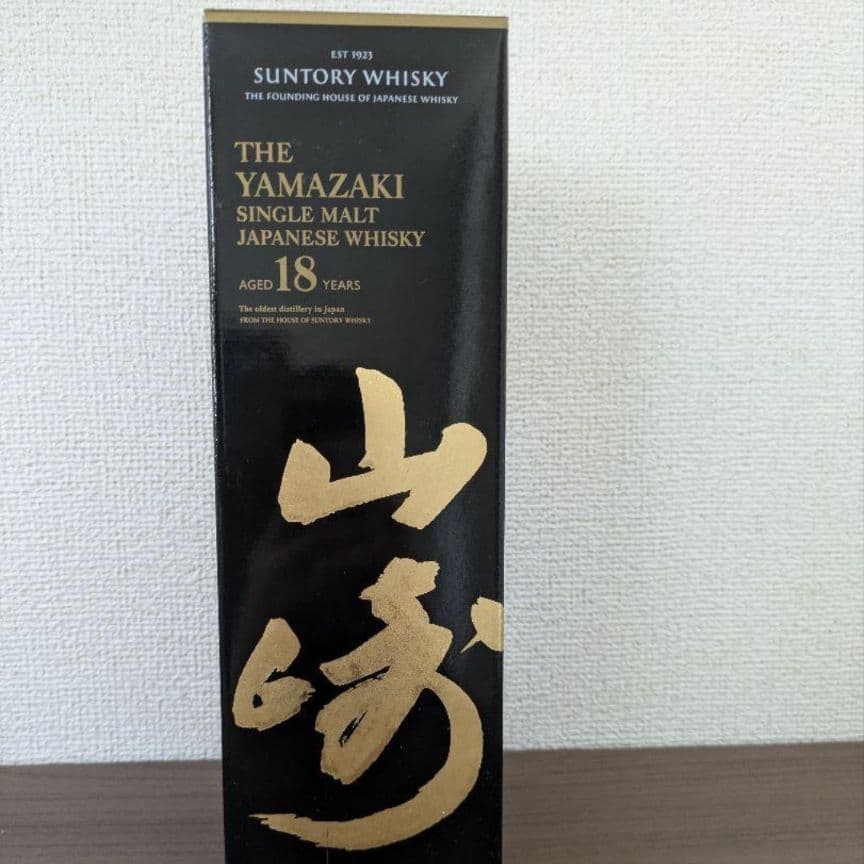 EST 1923
SUNTORY WHISKY
THE FOUNDING HOUSE OF JAPANESE WHISKY
THE
YAMAZAKI
SINGLE MALT
JAPANESE WHISKY
AGED 18 YEARS
The oldest distillery in Japan
FROM THE HOUSE OF SUNTORY WHISKY
山
崎